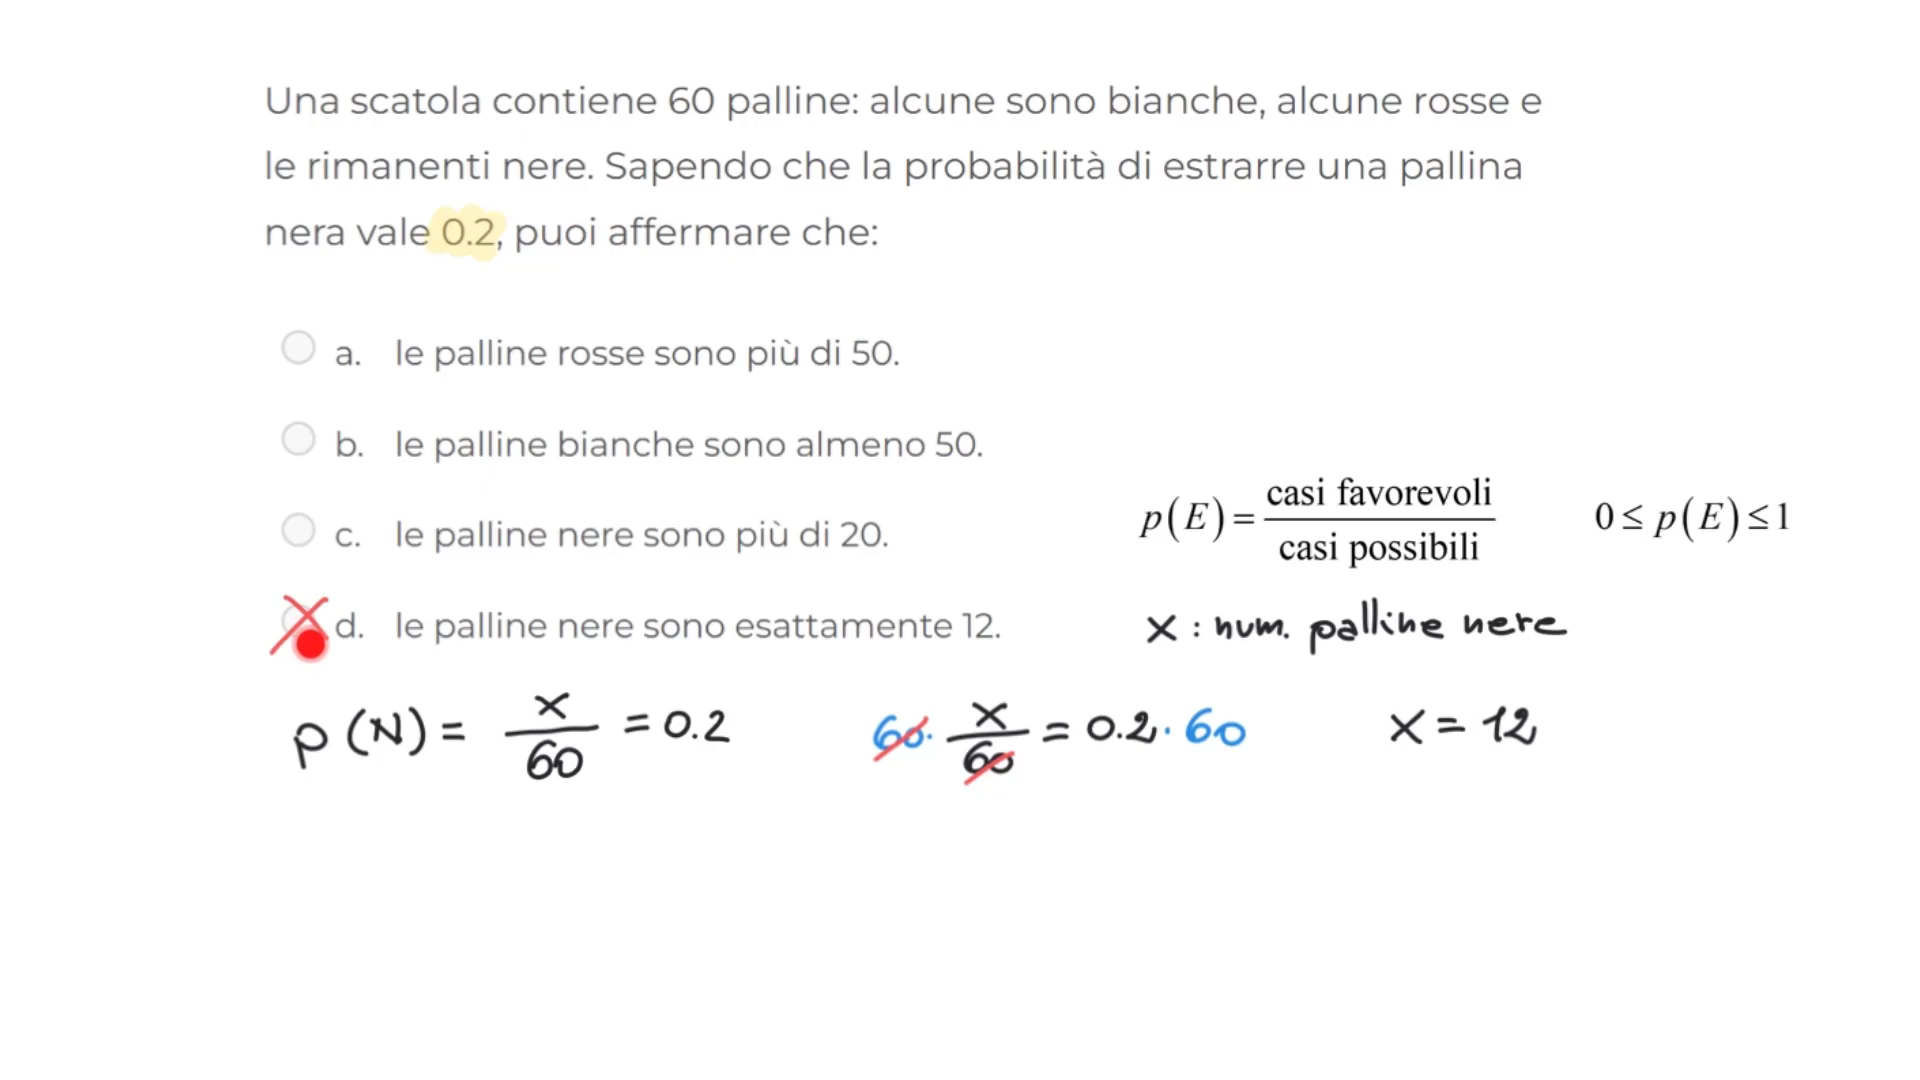 Una scatola contiene 60 palline: alcune sono bianche, alcune rosse e
le rimanenti nere. Sapendo che la probabilità di estrarre una pallina
nera vale 0.2, puoi affermare che:
a. le palline rosse sono più di 50.
b. le palline bianche sono almeno 50.
c. le palline nere sono più di 20.
d. le palline nere sono esattamente 12.
p(E) = casi favorevoli / casi possibili
0 ≤ p(E) ≤ 1
x : num. palline nere
p(N) = x/60 = 0.2
60 · x/60 = 0.2 · 60
x = 12